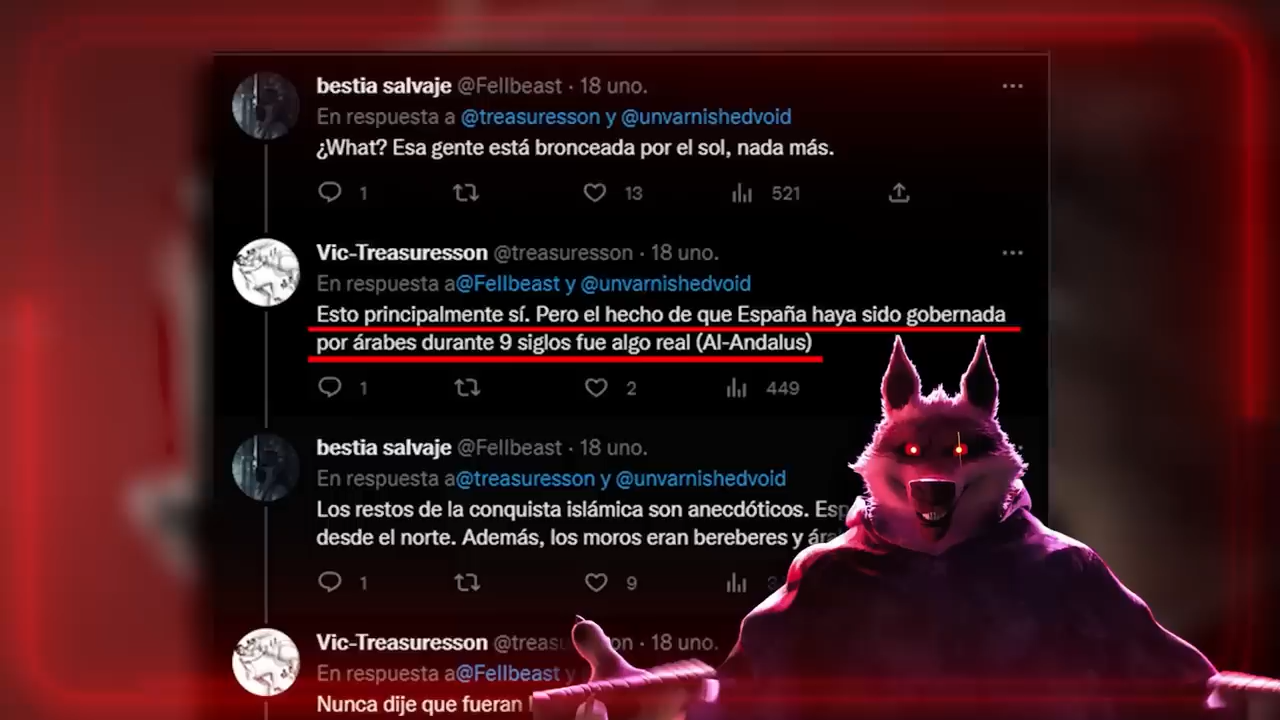 bestia salvaje @Fellbeast · 18 uno.
En respuesta a @treasuresson y @unvarnishedvoid
¿What? Esa gente está bronceada por el sol, nada más.
1 13 521
Vic-Treasuresson @treasuresson · 18 uno.
En respuesta a@Fellbeast y @unvarnishedvoid
Esto principalmente sí. Pero el hecho de que España haya sido gobernada
por árabes durante 9 siglos fue algo real (Al-Andalus)
1 2 449
bestia salvaje @Fellbeast · 18 uno.
En respuesta a@treasuresson y @unvarnishedvoid
Los restos de la conquista islámica son anecdóticos.
desde el norte. Además, los moros eran bereberes y
1 9
Vic-Treasuresson · 18 uno.
En respuesta a@Fellbeast y
Nunca dije que fueran